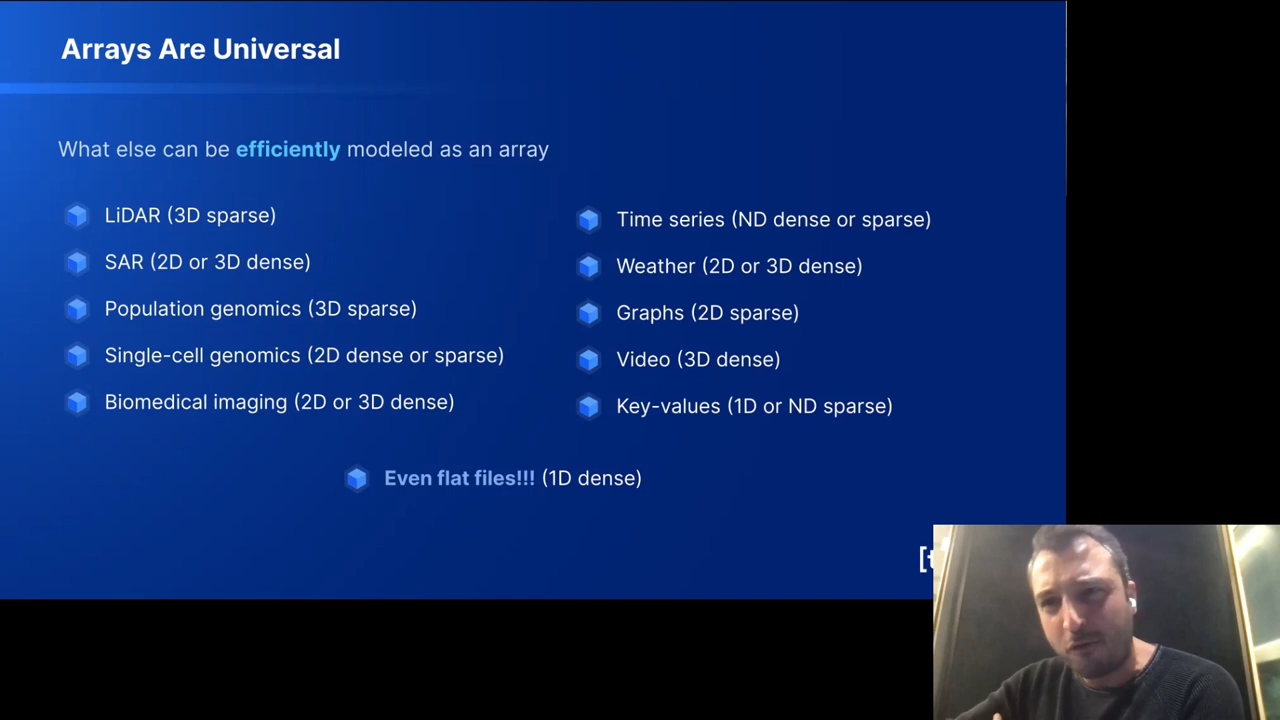 Arrays Are Universal
What else can be efficiently modeled as an array
LiDAR (3D sparse)
SAR (2D or 3D dense)
Population genomics (3D sparse)
Single-cell genomics (2D dense or sparse)
Biomedical imaging (2D or 3D dense)
Time series (ND dense or sparse)
Weather (2D or 3D dense)
Graphs (2D sparse)
Video (3D dense)
Key-values (1D or ND sparse)
Even flat files!!! (1D dense)